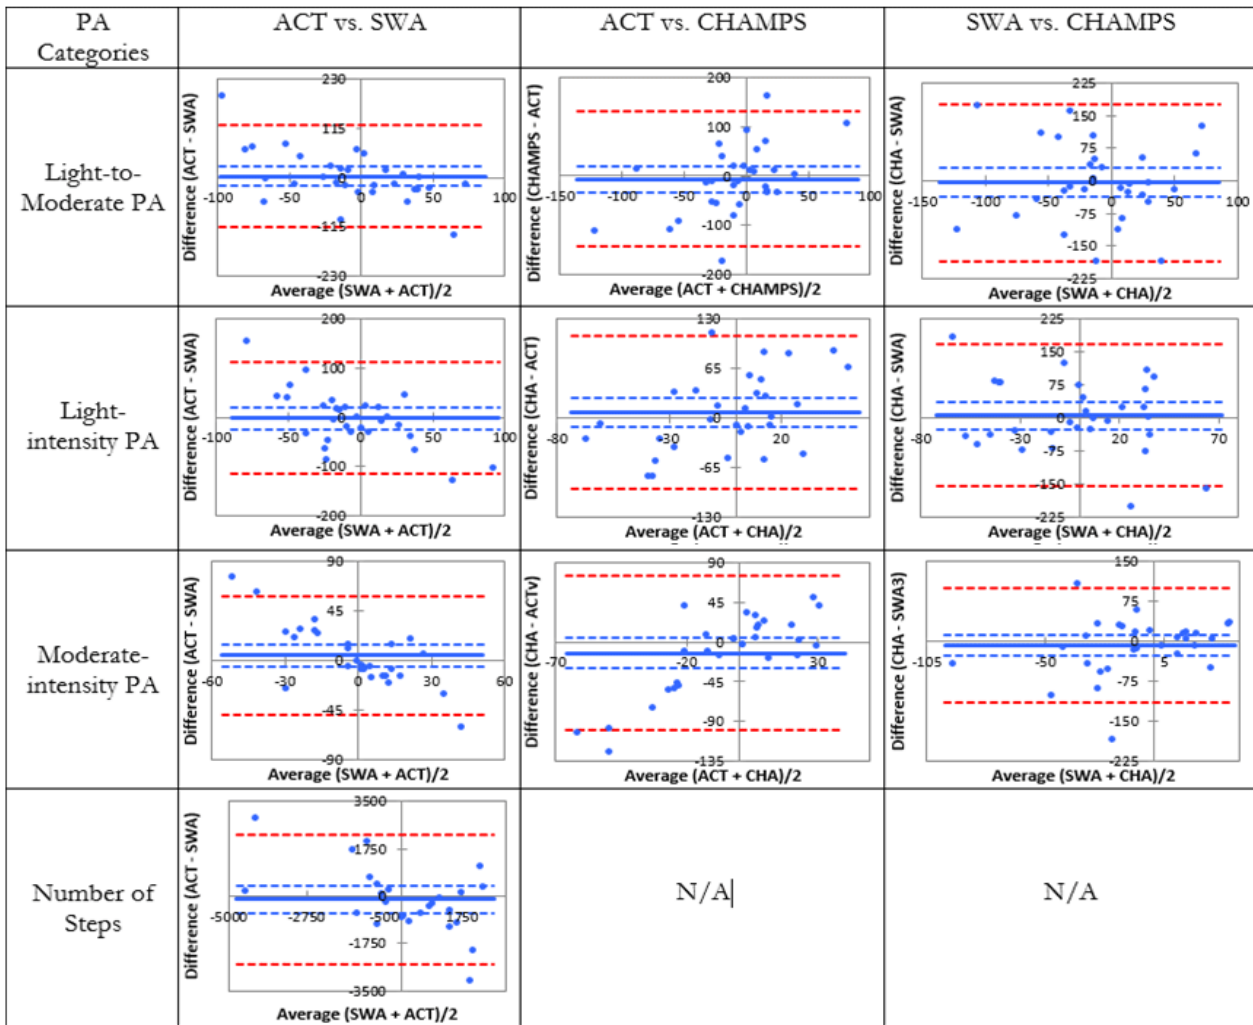 PA
Categories
ACT vs. SWA
ACT vs. CHAMPS
SWA vs. CHAMPS
Light-to-
Moderate PA
Difference (ACT - SWA)
230
115
0
-115
-230
-100
-50
0
50
100
Average (SWA + ACT)/2
Difference (CHAMPS - ACT)
200
100
0
-100
-200
-150
-100
-50
0
50
100
Average (ACT + CHAMPS)/2
Difference (CHA - SWA)
225
150
75
0
-75
-150
-225
-150
-100
-50
0
50
100
Average (SWA + CHA)/2
Light-
intensity PA
Difference (ACT - SWA)
200
100
0
-100
-200
-100
-50
0
50
100
Average (SWA + ACT)/2
Difference (CHA - ACT)
130
65
0
-65
-130
-80
-30
20
Average (ACT + CHA)/2
Difference (CHA - SWA)
225
150
75
0
-75
-150
-225
-80
-30
20
70
Average (SWA + CHA)/2
Moderate-
intensity PA
Difference (ACT - SWA)
90
45
0
-45
-90
-60
-30
0
30
60
Average (SWA + ACT)/2
Difference (CHA - ACTv)
90
45
0
-45
-90
-135
-70
-20
30
Average (ACT + CHA)/2
Difference (CHA - SWA3)
150
75
0
-75
-150
-225
-105
-50
5
Average (SWA + CHA)/2
Number of
Steps
Difference (ACT - SWA)
3500
1750
0
-1750
-3500
-5000
-2750
-500
1750
Average (SWA + ACT)/2
N/A
N/A